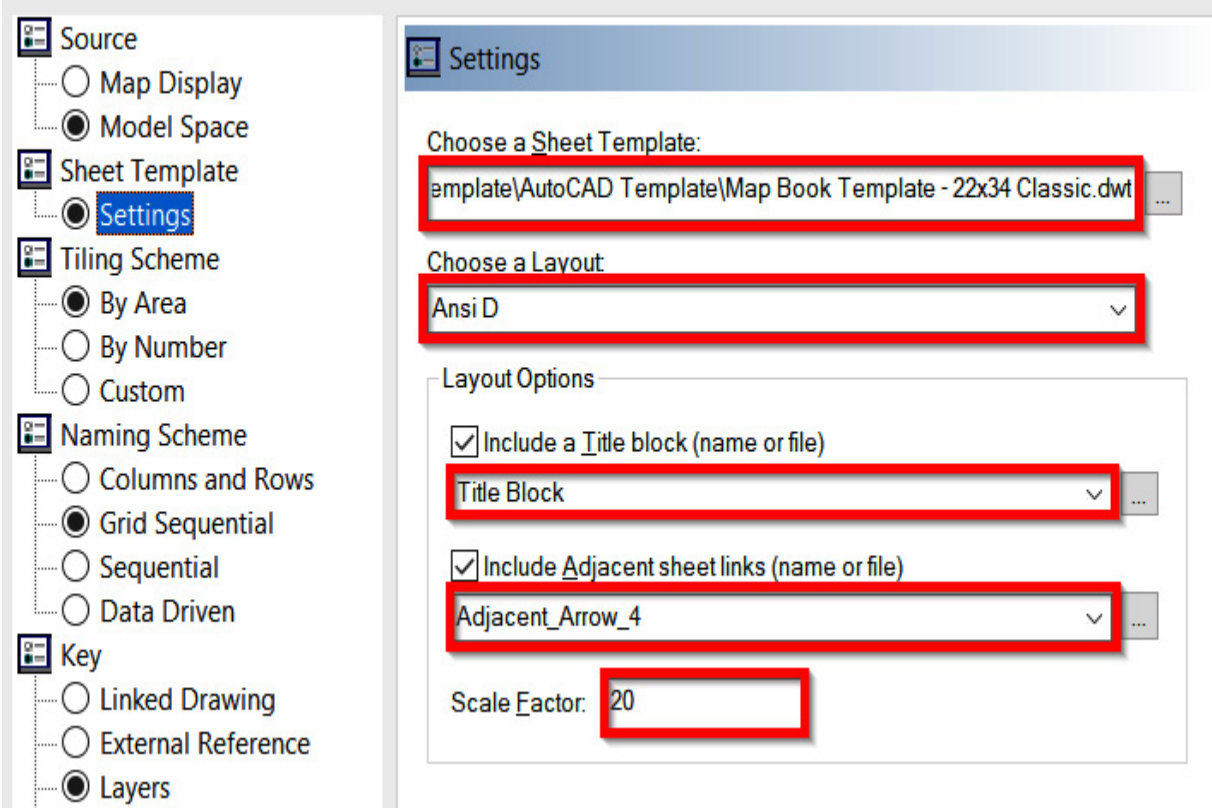 Source
Map Display
Model Space
Sheet Template
Settings
Tiling Scheme
By Area
By Number
Custom
Naming Scheme
Columns and Rows
Grid Sequential
Sequential
Data Driven
Key
Linked Drawing
External Reference
Layers
Settings
Choose a Sheet Template:
emplate\AutoCAD Template\Map Book Template - 22x34 Classic.dwt
...
Choose a Layout
Ansi D
Layout Options
Include a Title block (name or file)
Title Block
...
Include Adjacent sheet links (name or file)
Adjacent_Arrow_4
...
Scale Factor: 20